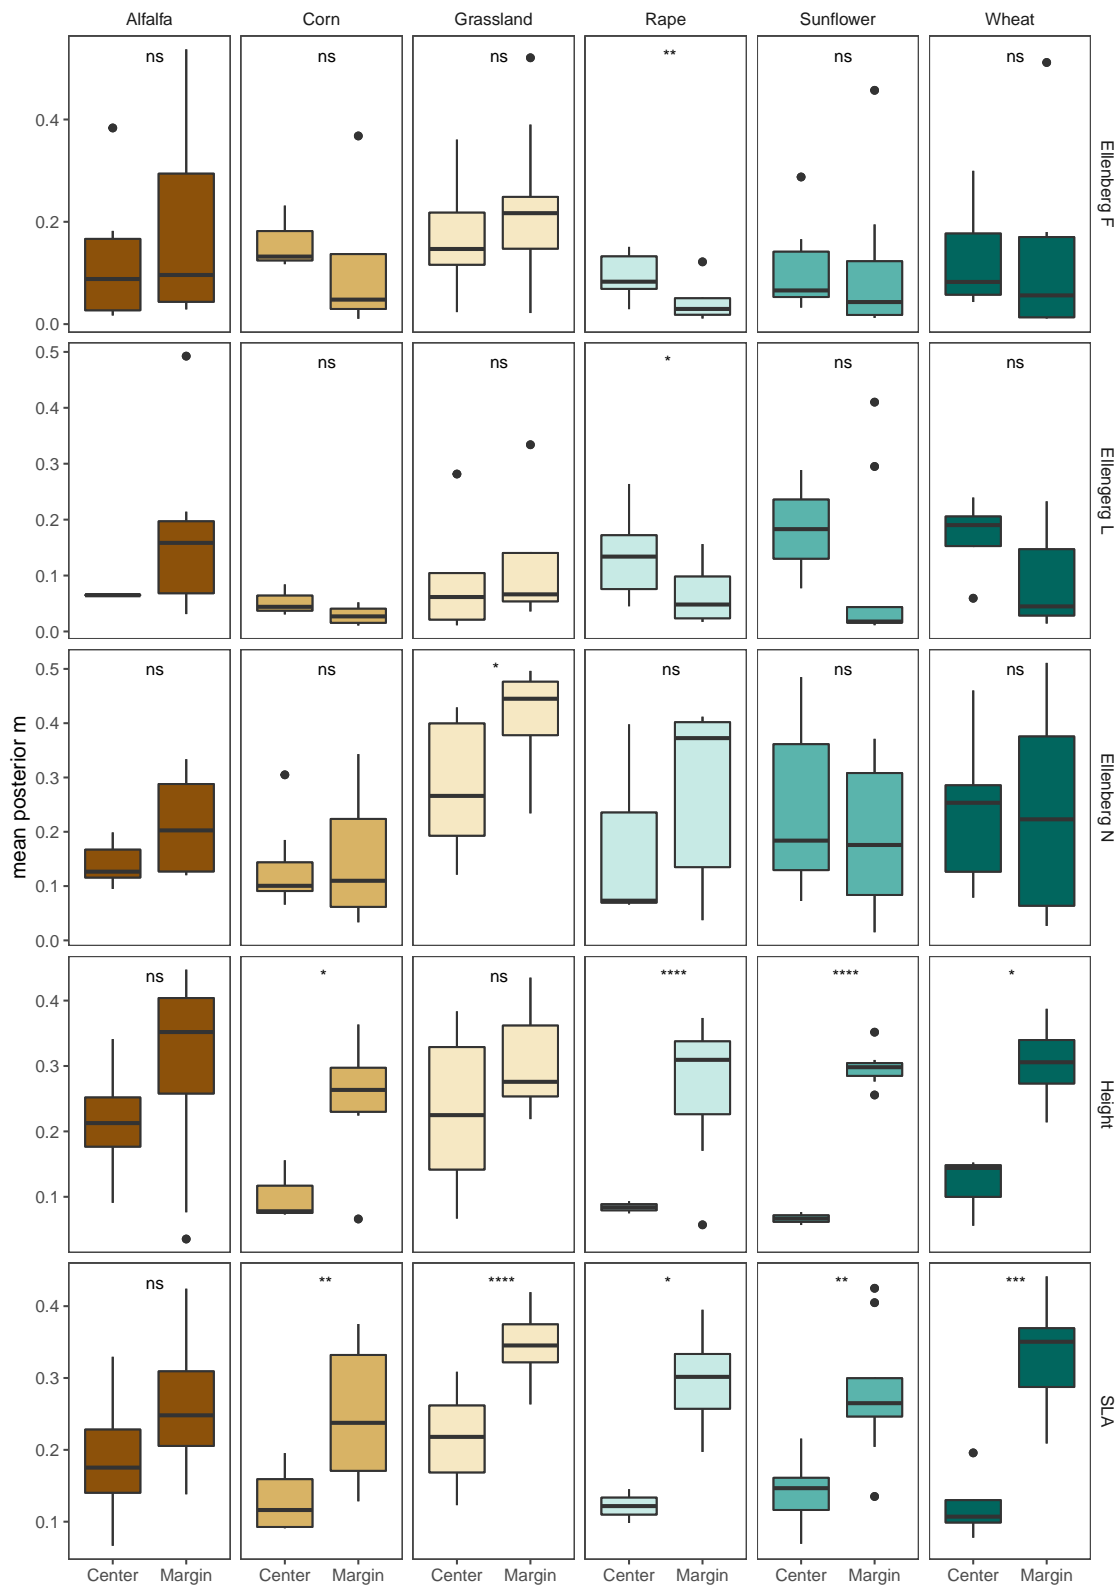 Alfalfa Corn Grassland Rape Sunflower Wheat
ns ns ns ** ns ns
0.4
0.2
0.0
Ellenberg F
ns ns * ns ns
0.5
0.4
0.3
0.2
0.1
0.0
Ellengerg L
ns ns * ns ns ns
0.5
0.4
0.3
0.2
0.1
0.0
Ellenberg N
mean posterior m
ns * ns **** **** *
0.4
0.3
0.2
0.1
Height
ns ** **** * ** ***
0.4
0.3
0.2
0.1
SLA
Center Margin Center Margin Center Margin Center Margin Center Margin Center Margin